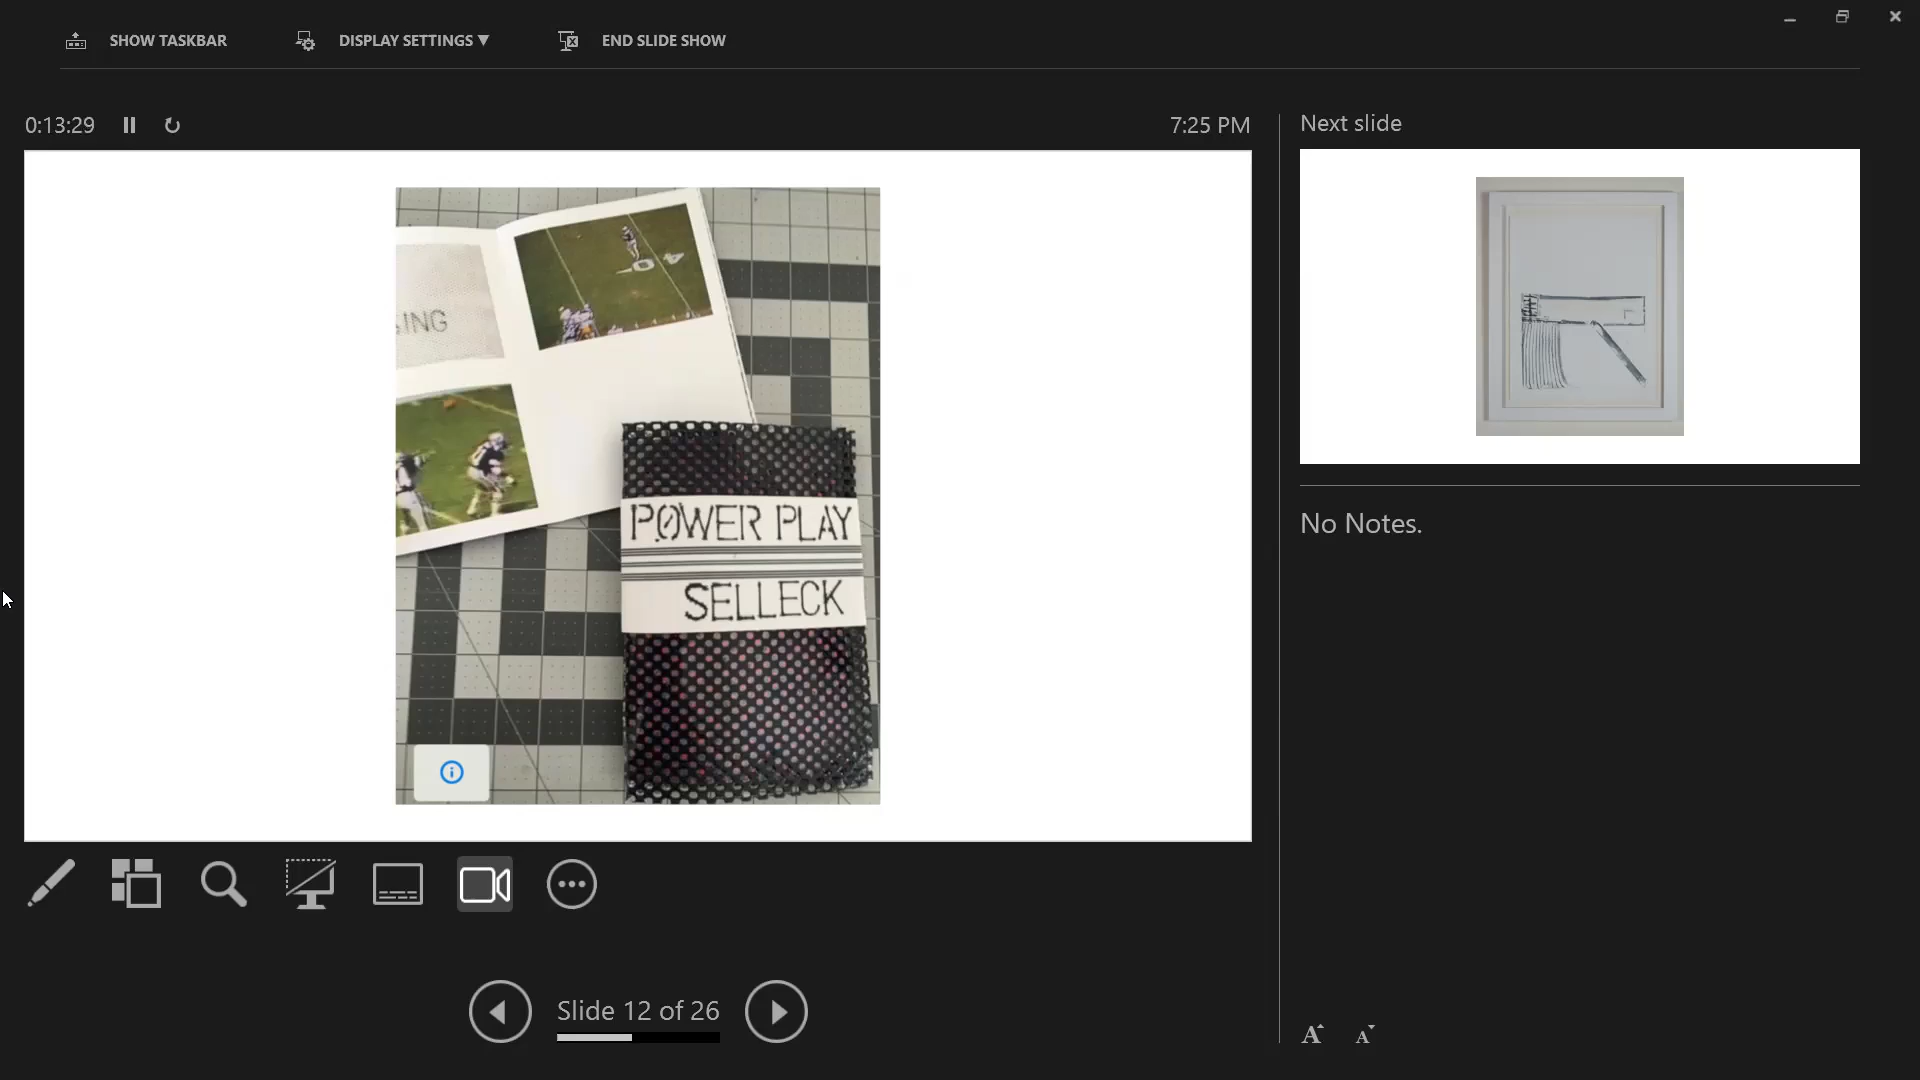 SHOW TASKBAR
DISPLAY SETTINGS ▼
END SLIDE SHOW
0:13:29
7:25 PM
Next slide
40
POWER PLAY
SELLECK
No Notes.
Slide 12 of 26
A A